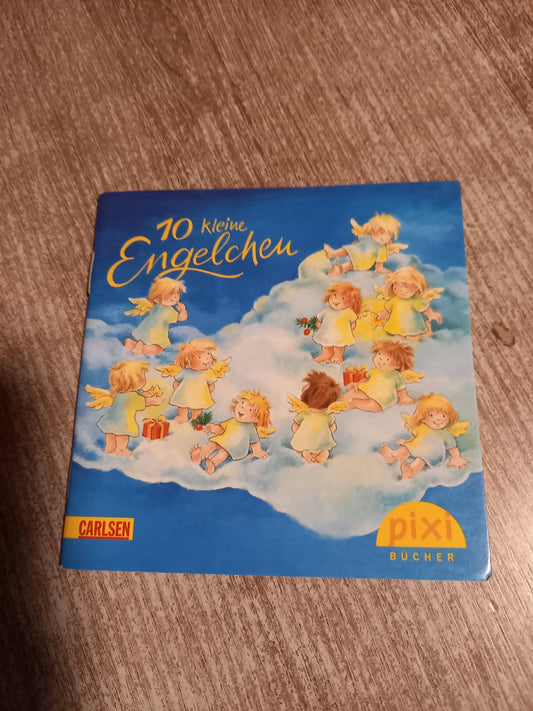 10 kleine
Engelchen
CARLSEN
pixi
BÜCHER